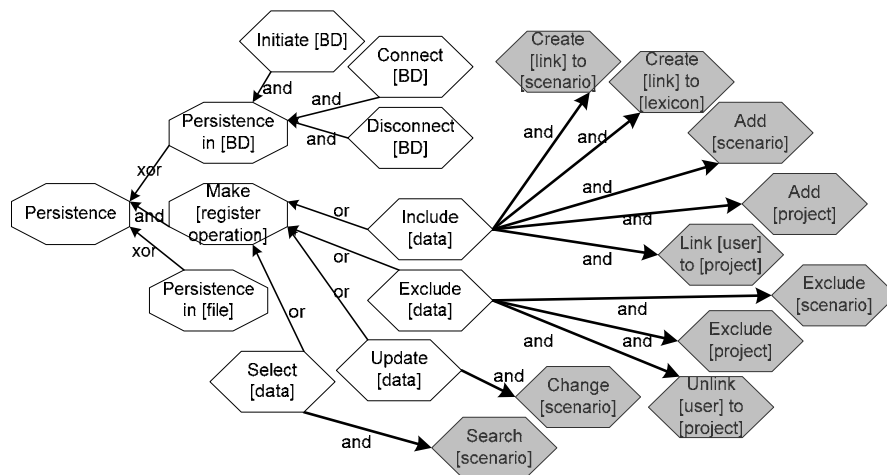 Initiate [BD]
and
Connect
[BD]
and
Persistence
in [BD]
Disconnect
[BD]
and
xor
Persistence
and
Make
[register
operation]
xor
Persistence
in [file]
or
Include
[data]
or
Exclude
[data]
or
Update
[data]
or
Select
[data]
and
Create
[link] to
[scenario]
and
Create
[link] to
[lexicon]
and
Add
[scenario]
and
Add
[project]
and
Link [user]
to [project]
and
Exclude
[scenario]
and
Exclude
[project]
and
Unlink
[user] to
[project]
and
Change
[scenario]
and
Search
[scenario]